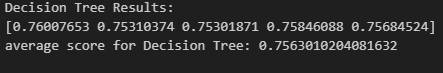 Decision Tree Results:
[0.76007653 0.75310374 0.75301871 0.75846088 0.75684524]
average score for Decision Tree: 0.7563010204081632